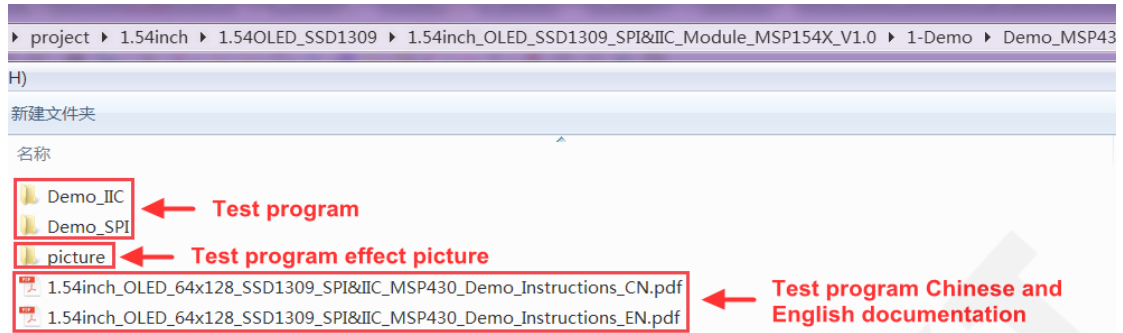 project ▸ 1.54inch ▸ 1.54OLED_SSD1309 ▸ 1.54inch_OLED_SSD1309_SPI&IIC_Module_MSP154X_V1.0 ▸ 1-Demo ▸ Demo_MSP43
H)
新建文件夹
名称
Demo_IIC
Test program
Demo_SPI
picture
Test program effect picture
1.54inch_OLED_64x128_SSD1309_SPI&IIC_MSP430_Demo_Instructions_CN.pdf
1.54inch_OLED_64x128_SSD1309_SPI&IIC_MSP430_Demo_Instructions_EN.pdf
Test program Chinese and
English documentation